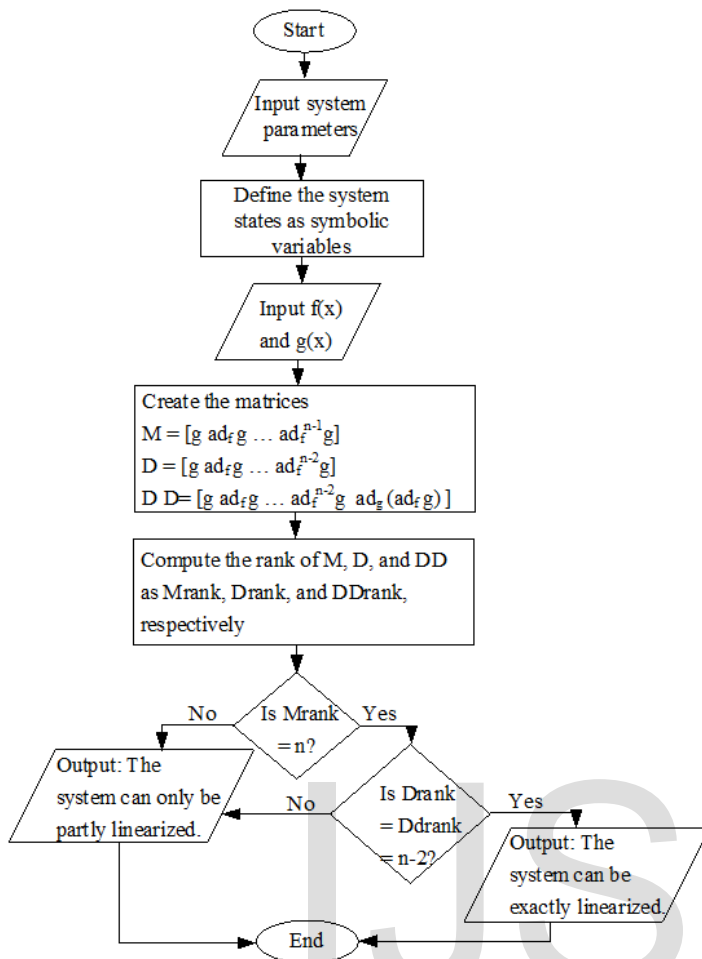 Start
Input system
parameters
Define the system
states as symbolic
variables
Input f(x)
and g(x)
Create the matrices
M = [g ad_f g … ad_f^{n-1} g]
D = [g ad_f g … ad_f^{n-2} g]
D D= [g ad_f g … ad_f^{n-2} g ad_g (ad_f g) ]
Compute the rank of M, D, and DD
as Mrank, Drank, and DDrank,
respectively
Is Mrank
= n?
No
Yes
Output: The
system can only be
partly linearized.
Is Drank
= Ddrank
= n-2?
No
Yes
Output: The
system can be
exactly linearized.
End
IJS